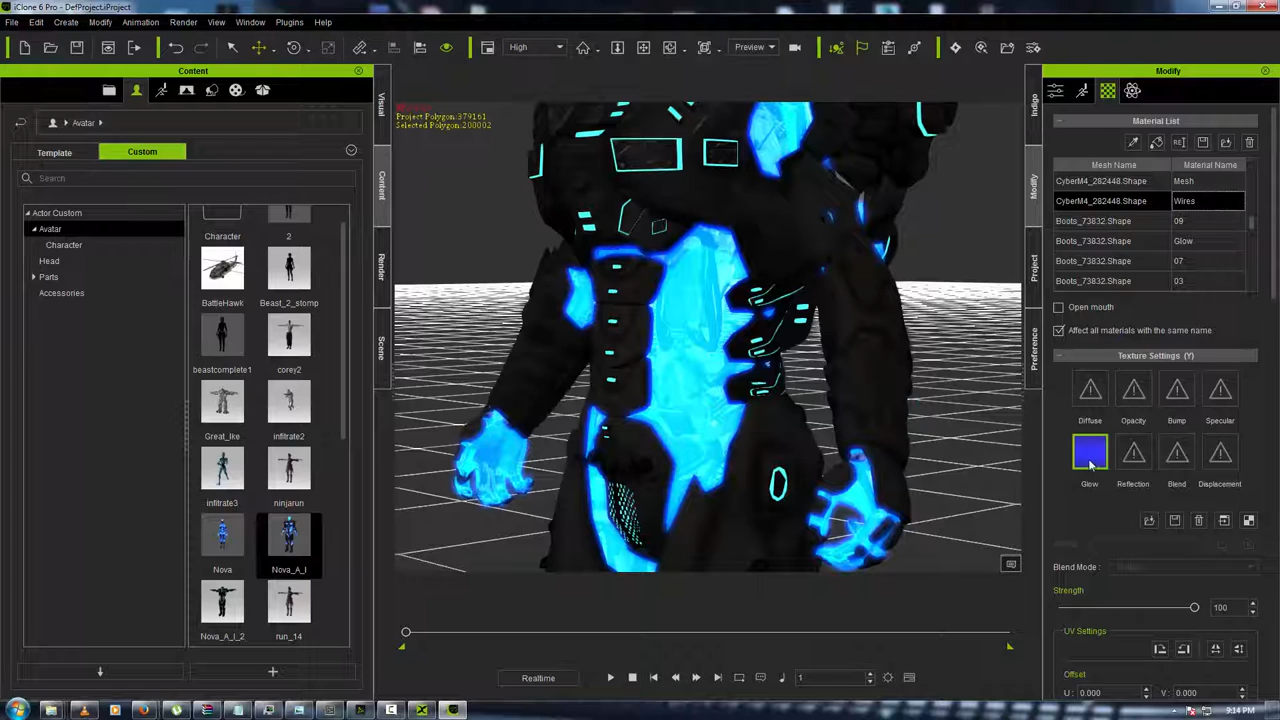 iClone 6 Pro - DefProject.iProject
File Edit Create Modify Animation Render View Window Plugins Help
High
Preview
Content
Avatar
Template Custom
Search
Actor Custom
Avatar
Character
Head
Parts
Accessories
Character 2
BattleHawk Beast_2_stomp
beastcomplete1 corey2
Great_Ike infitrate2
infitrate3 ninjarun
Nova Nova_A_I
Nova_A_I_2 run_14
Visual
Content
Render
Scene
Project Polygon:379161
Selected Polygon:200002
Realtime
1
Indigo
Modify
Project
Preference
Modify
Material List
Mesh Name Material Name
CyberM4_282448.Shape Mesh
CyberM4_282448.Shape Wires
Boots_73832.Shape 09
Boots_73832.Shape Glow
Boots_73832.Shape 07
Boots_73832.Shape 03
Open mouth
Affect all materials with the same name
Texture Settings (Y)
Diffuse Opacity Bump Specular
Glow Reflection Blend Displacement
Blend Mode :
Strength
100
UV Settings
Offset
U : 0.000 V : 0.000
9:14 PM